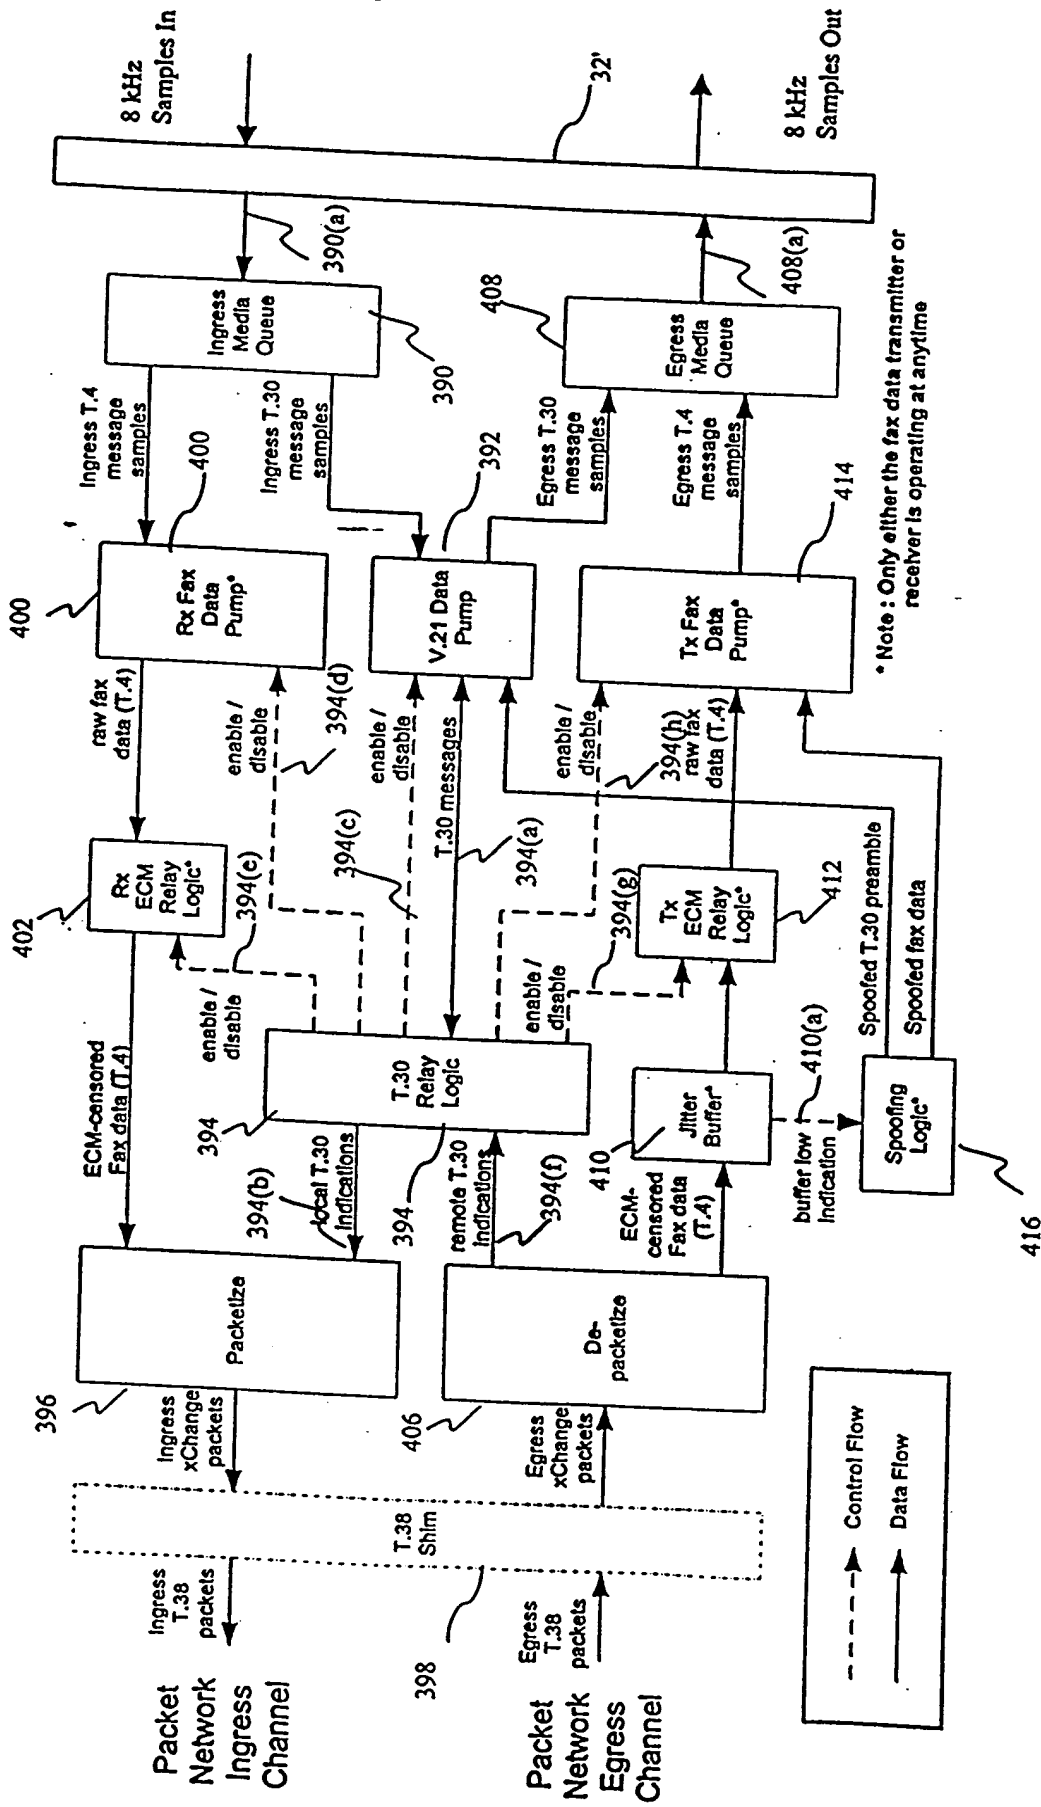 8 kHz
Samples In
32'
8 kHz
Samples Out
390(a)
408(a)
Ingress
Media
Queue
390
408
Egress
Media
Queue
Ingress T.4
message
samples
Ingress T.30
message
samples
Egress T.30
message
samples
Egress T.4
message
samples
400
400
Rx Fax
Data
Pump*
392
V.21 Data
Pump
414
Tx Fax
Data
Pump*
* Note : Only either the fax data transmitter or
receiver is operating at anytime
raw fax
data (T.4)
enable /
disable
394(d)
enable /
disable
T.30 messages
394(c)
394(a)
enable /
disable
394(h)
raw fax
data (T.4)
402
Rx
ECM
Relay
Logic*
394(e)
enable /
disable
394(g)
enable /
disable
Tx
ECM
Relay
Logic*
412
Spoofed T.30 preamble
Spoofed fax data
ECM-censored
Fax data (T.4)
394
T.30
Relay
Logic
394
394(b)
local T.30
indications
remote T.30
indications
394(f)
410
Jitter
Buffer*
410(a)
buffer low
indication
Spoofing
Logic*
416
ECM-
censored
Fax data
(T.4)
396
Packetize
406
De-
packetize
Ingress
xChange
packets
Egress
xChange
packets
T.38
Shim
398
Ingress
T.38
packets
Egress
T.38
packets
Packet
Network
Ingress
Channel
Packet
Network
Egress
Channel
Control Flow
Data Flow